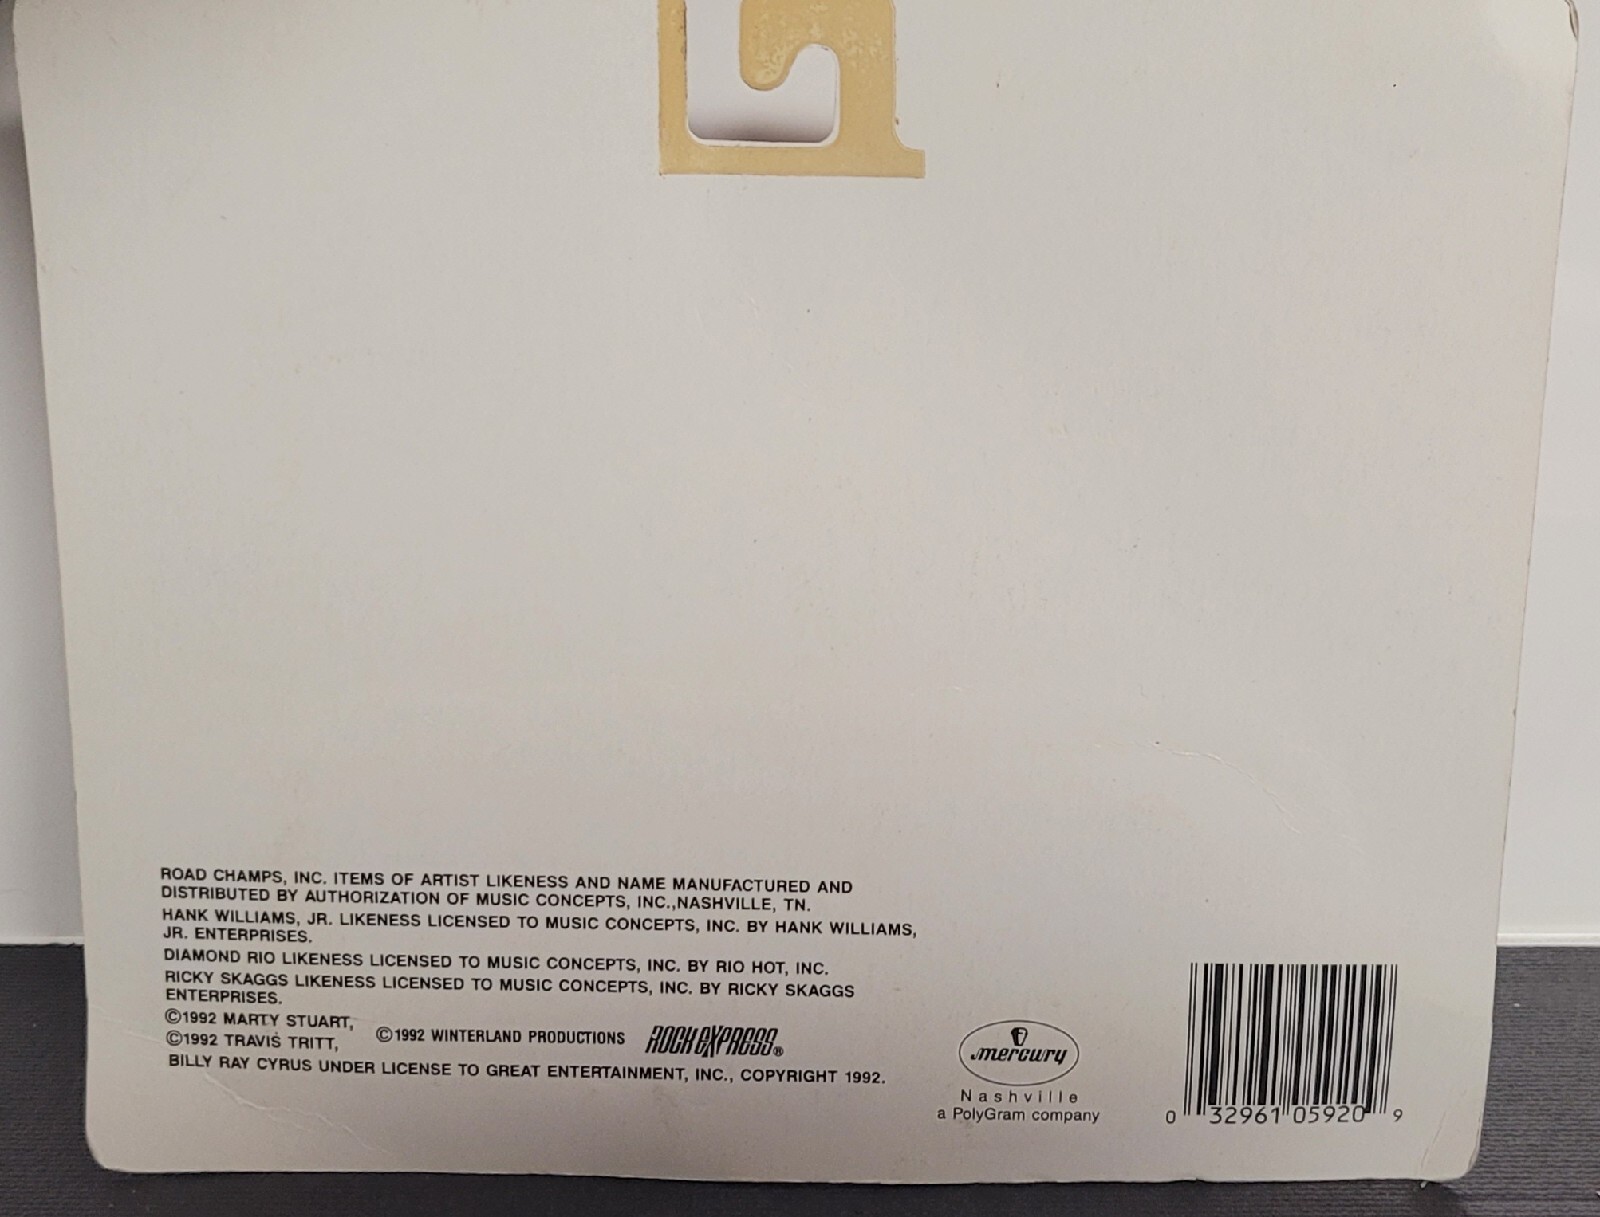 ROAD CHAMPS, INC. ITEMS OF ARTIST LIKENESS AND NAME MANUFACTURED AND
DISTRIBUTED BY AUTHORIZATION OF MUSIC CONCEPTS, INC.,NASHVILLE, TN.
HANK WILLIAMS, JR. LIKENESS LICENSED TO MUSIC CONCEPTS, INC. BY HANK WILLIAMS,
JR. ENTERPRISES.
DIAMOND RIO LIKENESS LICENSED TO MUSIC CONCEPTS, INC. BY RIO HOT, INC.
RICKY SKAGGS LIKENESS LICENSED TO MUSIC CONCEPTS, INC. BY RICKY SKAGGS
ENTERPRISES.
©1992 MARTY STUART,
©1992 TRAVIS TRITT,
©1992 WINTERLAND PRODUCTIONS ROCK EXPRESS®
BILLY RAY CYRUS UNDER LICENSE TO GREAT ENTERTAINMENT, INC., COPYRIGHT 1992.
mercury
Nashville
a PolyGram company
0 32961 05920 9